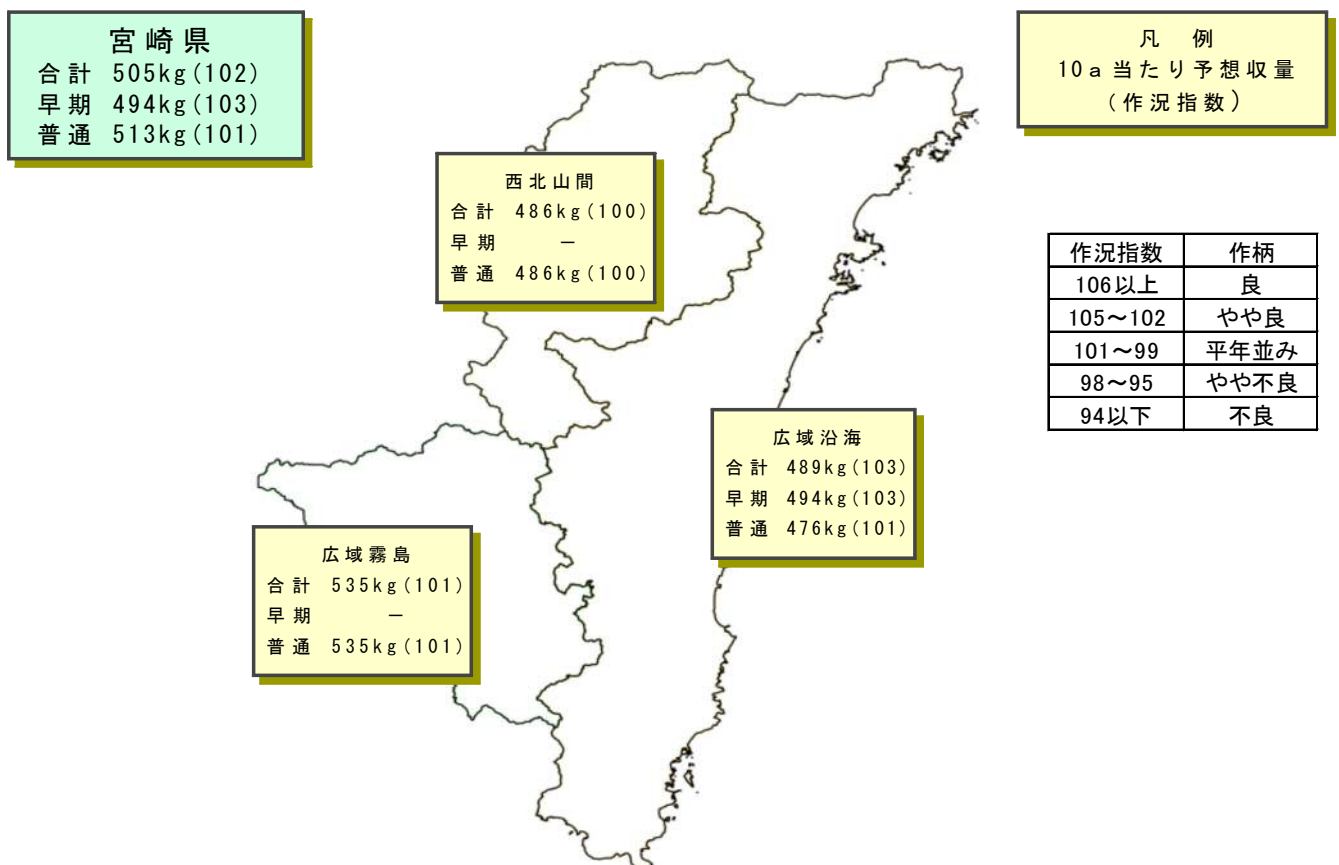 宮崎県
合計 505kg(102)
早期 494kg(103)
普通 513kg(101)
凡 例
10a当たり予想収量
(作況指数)
西北山間
合計 486kg(100)
早期 －
普通 486kg(100)
作況指数 作柄
106以上 良
105～102 やや良
101～99 平年並み
98～95 やや不良
94以下 不良
広域沿海
合計 489kg(103)
早期 494kg(103)
普通 476kg(101)
広域霧島
合計 535kg(101)
早期 －
普通 535kg(101)